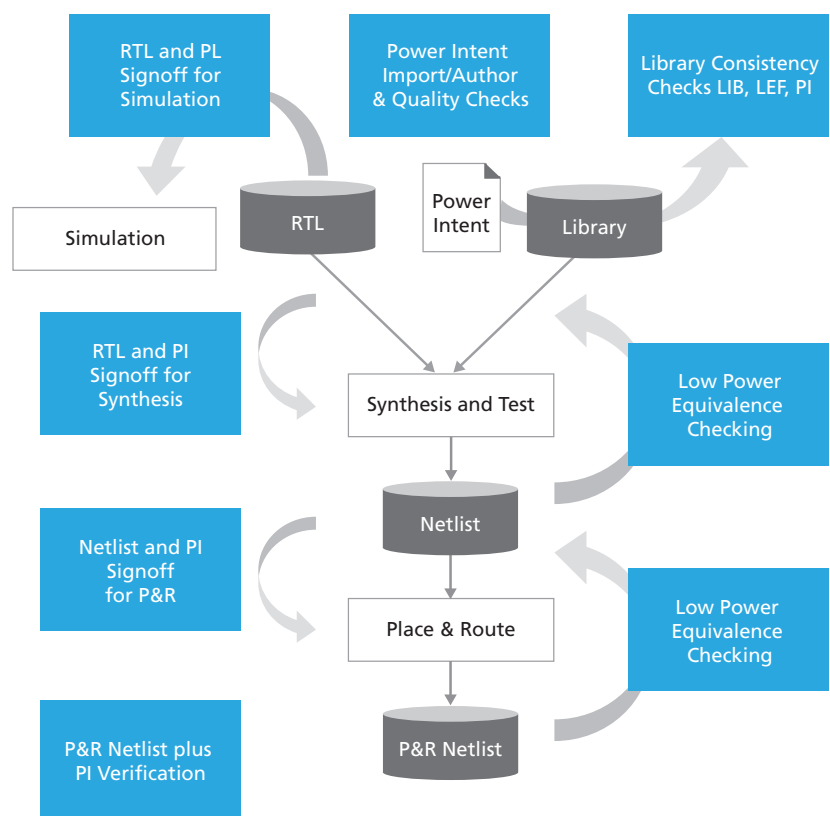 RTL and PL
Signoff for
Simulation
Power Intent
Import/Author
& Quality Checks
Library Consistency
Checks LIB, LEF, PI
Simulation
RTL
Power
Intent
Library
RTL and PI
Signoff for
Synthesis
Synthesis and Test
Low Power
Equivalence
Checking
Netlist
Netlist and PI
Signoff
for P&R
Place & Route
Low Power
Equivalence
Checking
P&R Netlist plus
PI Verification
P&R Netlist